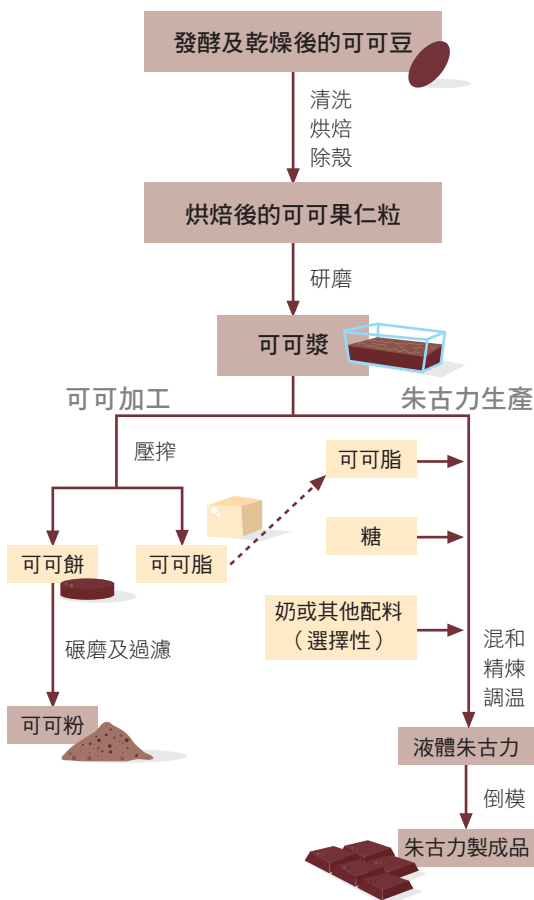 發酵及乾燥後的可可豆
清洗
烘焙
除殼
烘焙後的可可果仁粒
研磨
可可漿
可可加工
朱古力生產
壓搾
可可脂
糖
可可餅
可可脂
奶或其他配料
（選擇性）
碾磨及過濾
混和
精煉
調温
可可粉
液體朱古力
倒模
朱古力製成品